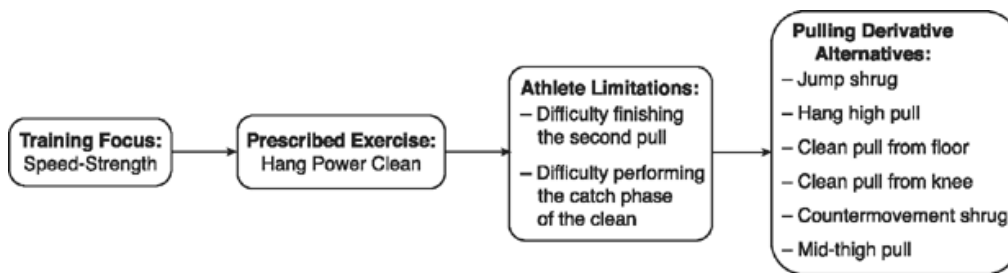 Training Focus:
Speed-Strength
Prescribed Exercise:
Hang Power Clean
Athlete Limitations:
– Difficulty finishing
the second pull
– Difficulty performing
the catch phase
of the clean
Pulling Derivative
Alternatives:
– Jump shrug
– Hang high pull
– Clean pull from floor
– Clean pull from knee
– Countermovement shrug
– Mid-thigh pull